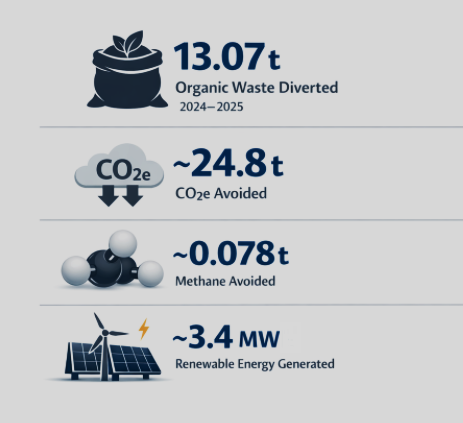 13.07t
Organic Waste Diverted
2024–2025
CO₂e
~24.8t
CO₂e Avoided
~0.078t
Methane Avoided
~3.4 MW
Renewable Energy Generated